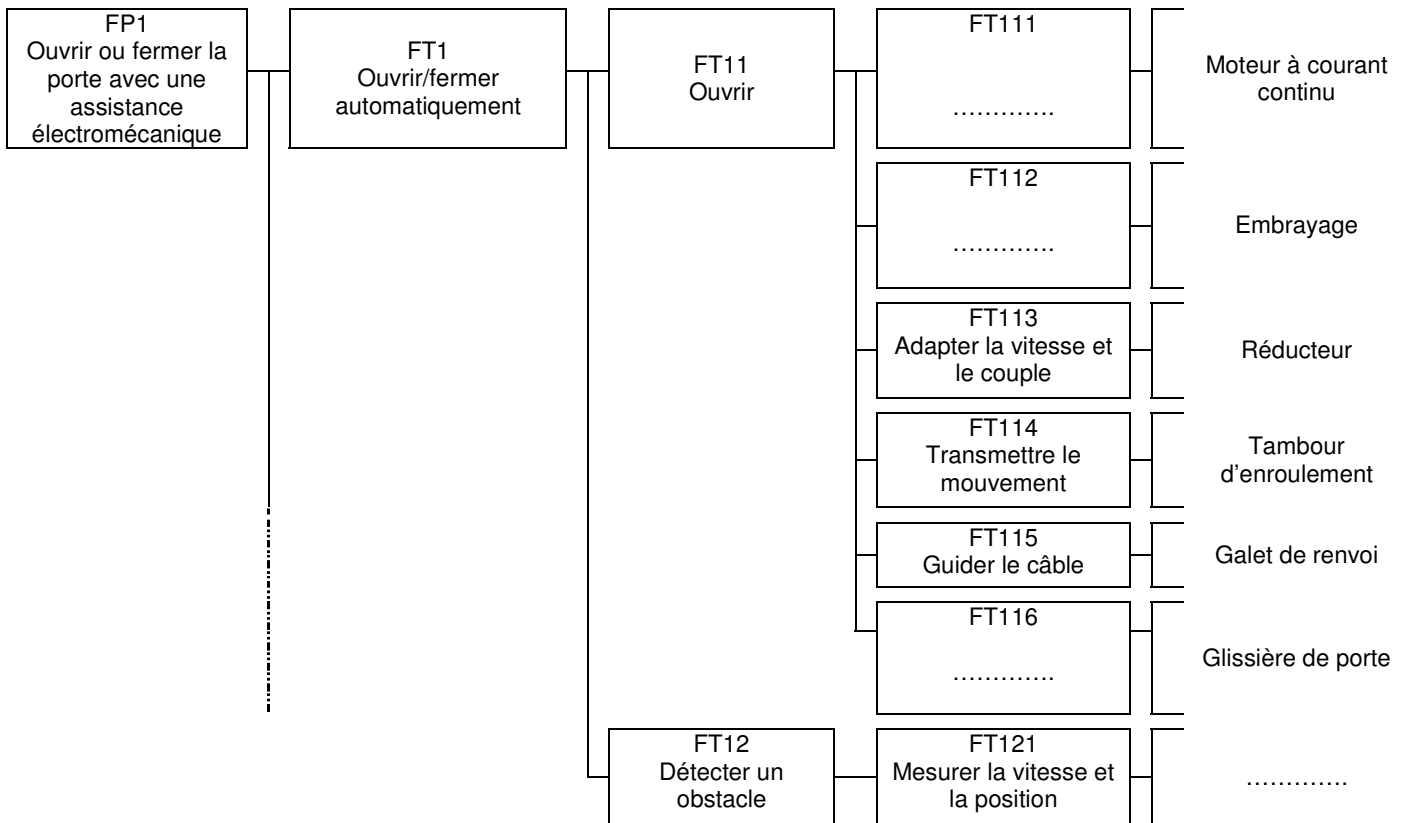 FP1
Ouvrir ou fermer la
porte avec une
assistance
électromécanique
FT1
Ouvrir/fermer
automatiquement
FT11
Ouvrir
FT111
………….
Moteur à courant
continu
FT112
………….
Embrayage
FT113
Adapter la vitesse et
le couple
Réducteur
FT114
Transmettre le
mouvement
Tambour
d'enroulement
FT115
Guider le câble
Galet de renvoi
FT116
………….
Glissière de porte
FT12
Détecter un
obstacle
FT121
Mesurer la vitesse et
la position
………….